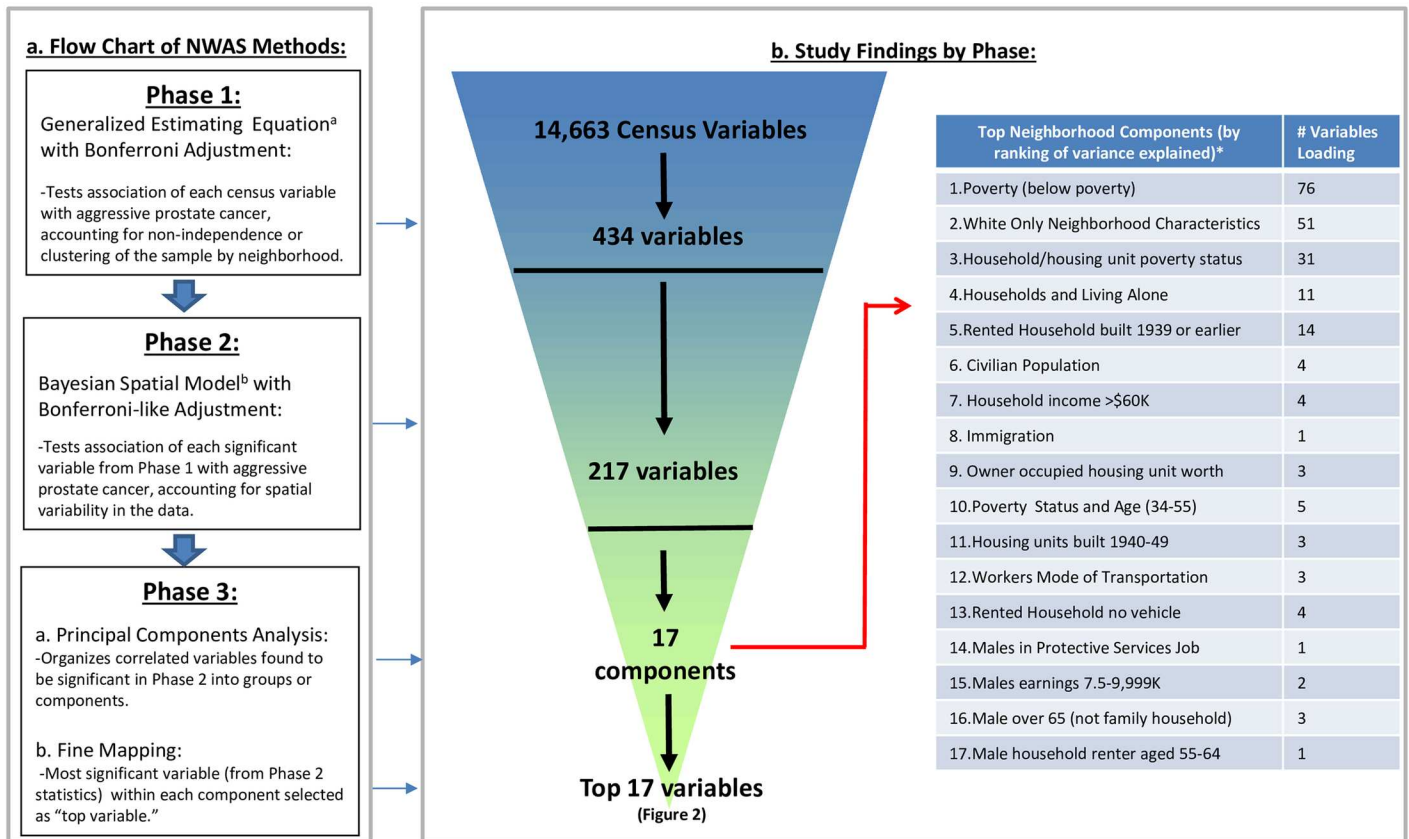 a. Flow Chart of NWAS Methods:
Phase 1:
Generalized Estimating Equationa
with Bonferroni Adjustment:
-Tests association of each census variable
with aggressive prostate cancer,
accounting for non-independence or
clustering of the sample by neighborhood.
Phase 2:
Bayesian Spatial Modelb with
Bonferroni-like Adjustment:
-Tests association of each significant
variable from Phase 1 with aggressive
prostate cancer, accounting for spatial
variability in the data.
Phase 3:
a. Principal Components Analysis:
-Organizes correlated variables found to
be significant in Phase 2 into groups or
components.
b. Fine Mapping:
-Most significant variable (from Phase 2
statistics) within each component selected
as “top variable.”
b. Study Findings by Phase:
14,663 Census Variables
434 variables
217 variables
17
components
Top 17 variables
(Figure 2)
Top Neighborhood Components (by
ranking of variance explained)*
# Variables
Loading
1.Poverty (below poverty) 76
2.White Only Neighborhood Characteristics 51
3.Household/housing unit poverty status 31
4.Households and Living Alone 11
5.Rented Household built 1939 or earlier 14
6. Civilian Population 4
7. Household income >$60K 4
8. Immigration 1
9. Owner occupied housing unit worth 3
10.Poverty Status and Age (34-55) 5
11.Housing units built 1940-49 3
12.Workers Mode of Transportation 3
13.Rented Household no vehicle 4
14.Males in Protective Services Job 1
15.Males earnings 7.5-9,999K 2
16.Male over 65 (not family household) 3
17.Male household renter aged 55-64 1